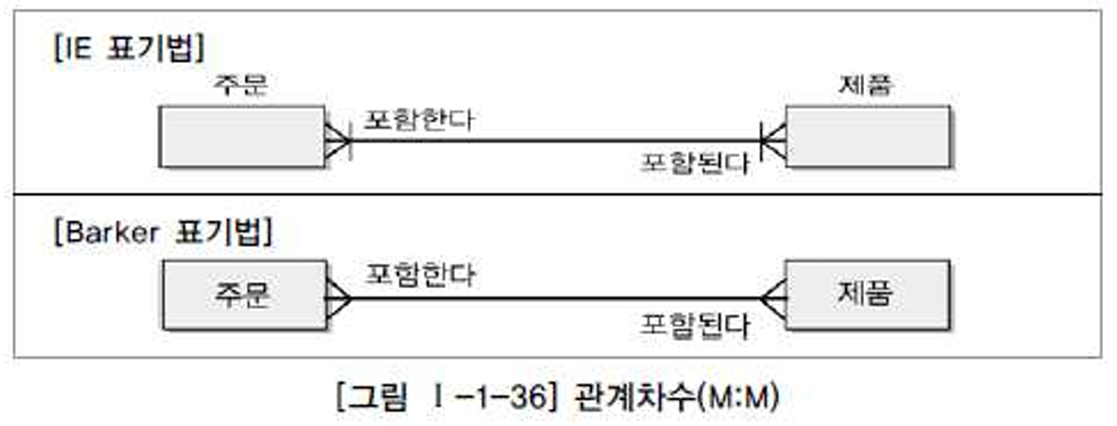 [IE 표기법]
주문
제품
포함한다
포함된다
[Barker 표기법]
주문
포함한다
제품
포함된다
[그림 Ⅰ-1-36] 관계차수(M:M)